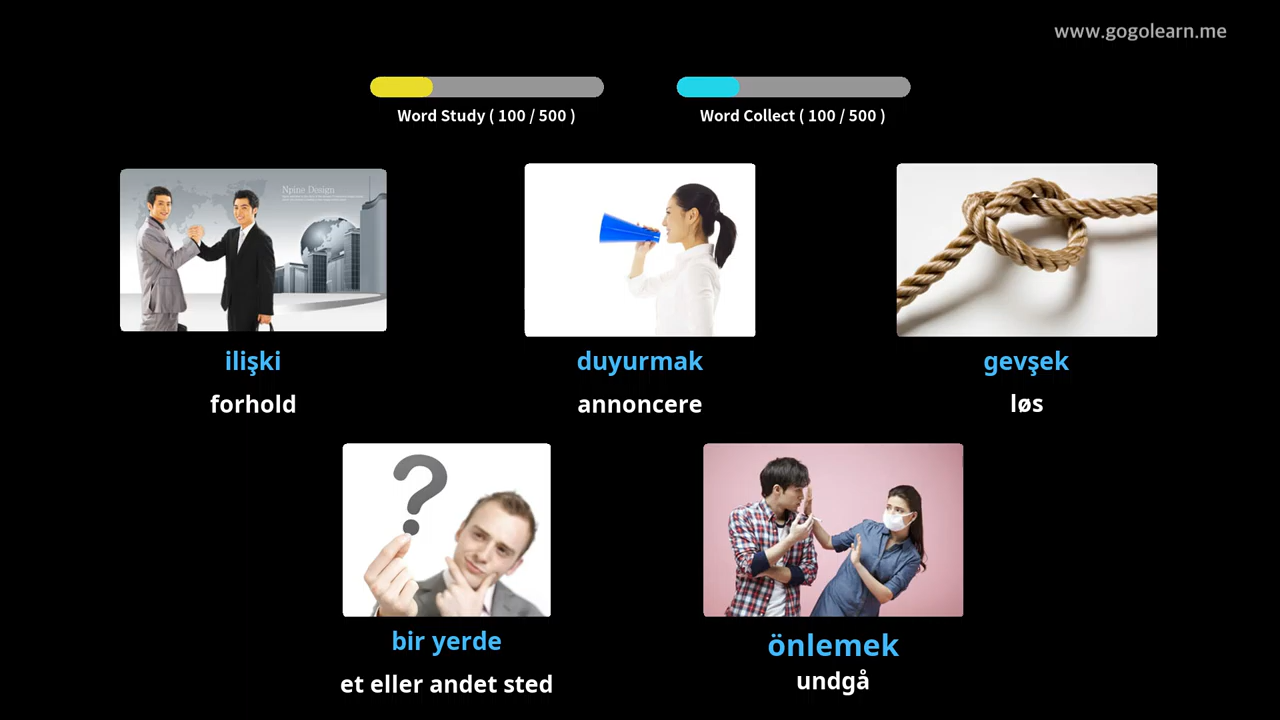 www.gogolearn.me
Word Study ( 100 / 500 )
Word Collect ( 100 / 500 )
Npine Design
ilişki
duyurmak
gevşek
forhold
annoncere
løs
bir yerde
önlemek
et eller andet sted
undgå